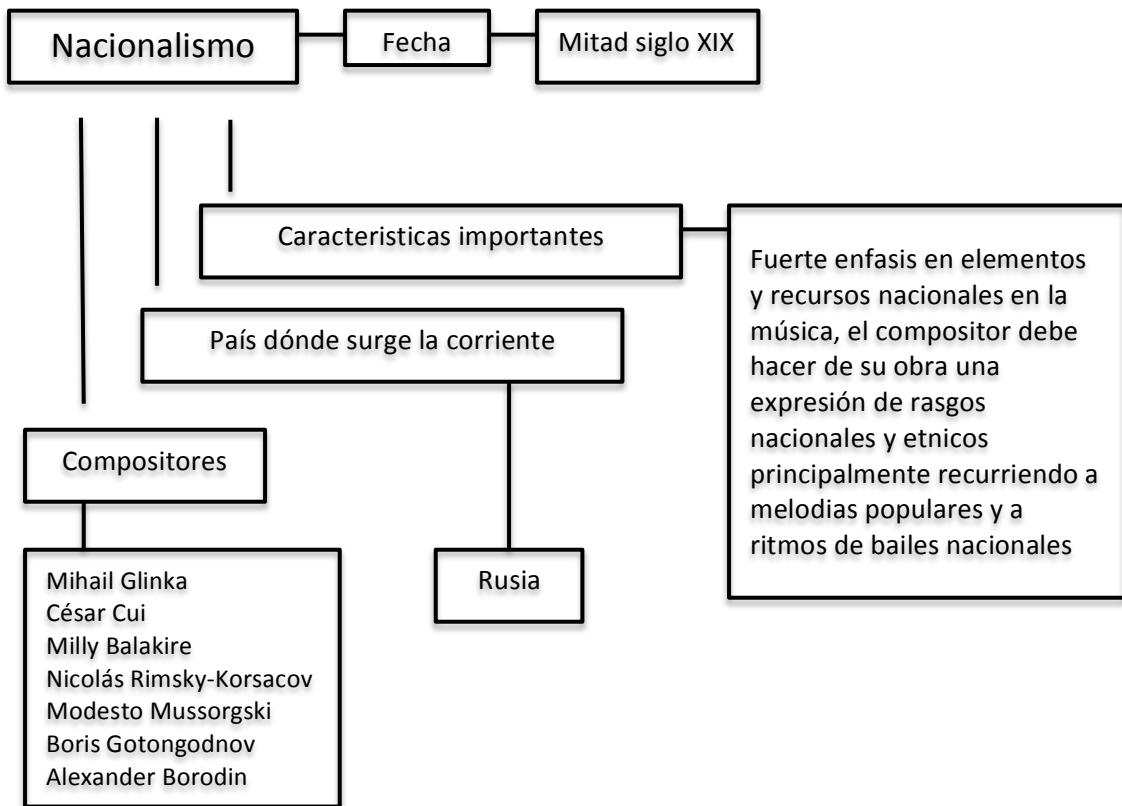 Nacionalismo
Fecha
Mitad siglo XIX
Caracteristicas importantes
Fuerte enfasis en elementos
y recursos nacionales en la
música, el compositor debe
hacer de su obra una
expresión de rasgos
nacionales y etnicos
principalmente recurriendo a
melodias populares y a
ritmos de bailes nacionales
País dónde surge la corriente
Rusia
Compositores
Mihail Glinka
César Cui
Milly Balakire
Nicolás Rimsky-Korsacov
Modesto Mussorgski
Boris Gotongodnov
Alexander Borodin